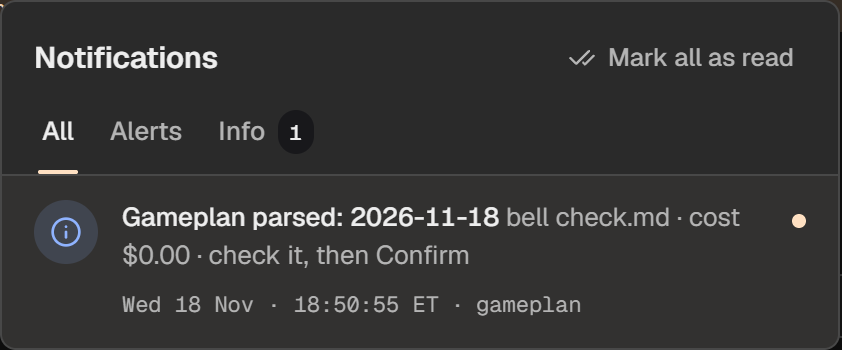 Notifications
Mark all as read
All Alerts Info 1
Gameplan parsed: 2026-11-18 bell check.md · cost
$0.00 · check it, then Confirm
Wed 18 Nov · 18:50:55 ET · gameplan